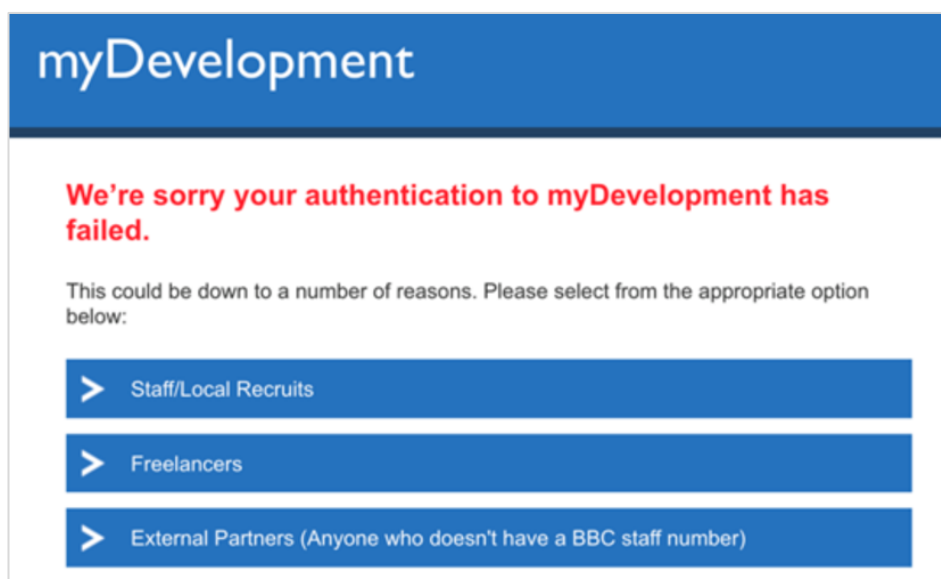 myDevelopment
We're sorry your authentication to myDevelopment has
failed.
This could be down to a number of reasons. Please select from the appropriate option
below:
Staff/Local Recruits
Freelancers
External Partners (Anyone who doesn't have a BBC staff number)